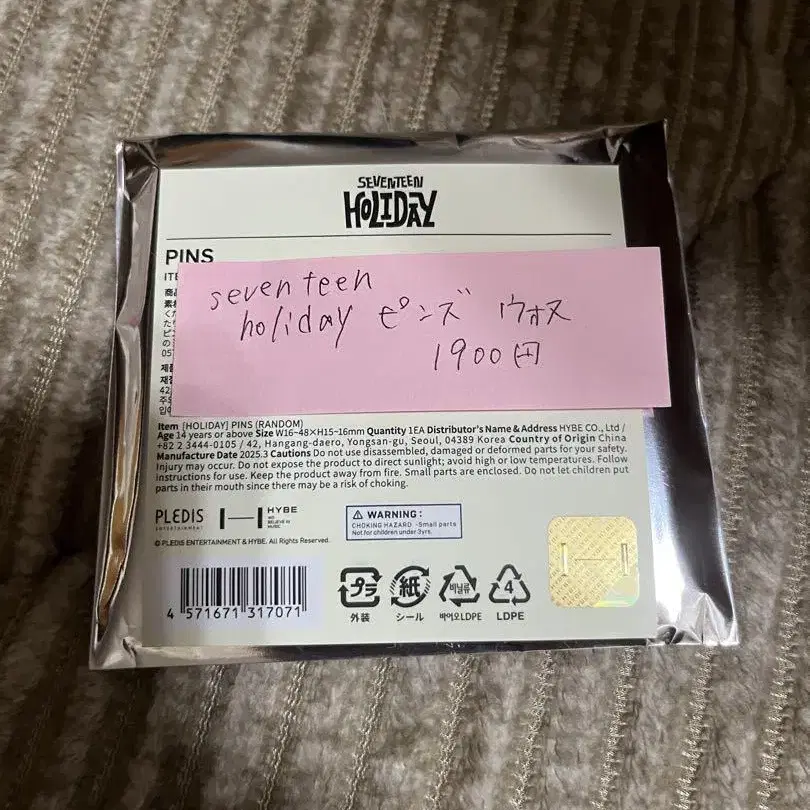 SEVENTEEN
HOLIDAY
PINS
ITE
seventeen
holiday ピンズ ウォヌ
1900円
Item [HOLIDAY] PINS (RANDOM)
Age 14 years or above Size W16~48×H15~16mm Quantity 1EA Distributor's Name & Address HYBE CO., Ltd /
+82 2 3444-0105 / 42, Hangang-daero, Yongsan-gu, Seoul, 04389 Korea Country of Origin China
Manufacture Date 2025.3 Cautions Do not use disassembled, damaged or deformed parts for your safety.
Injury may occur. Do not expose the product to direct sunlight; avoid high or low temperatures. Follow
instructions for use. Keep the product away from fire. Small parts are enclosed. Do not let children put
parts in their mouth since there may be a risk of choking.
PLEDIS
ENTERTAINMENT
HYBE
WE
BELIEVE IN
MUSIC
⚠ WARNING:
CHOKING HAZARD -Small parts
Not for children under 3yrs.
© PLEDIS ENTERTAINMENT & HYBE. All Rights Reserved.
4 571671 317071
プラ 紙 비닐류 4
外装 シール 바이오LDPE LDPE